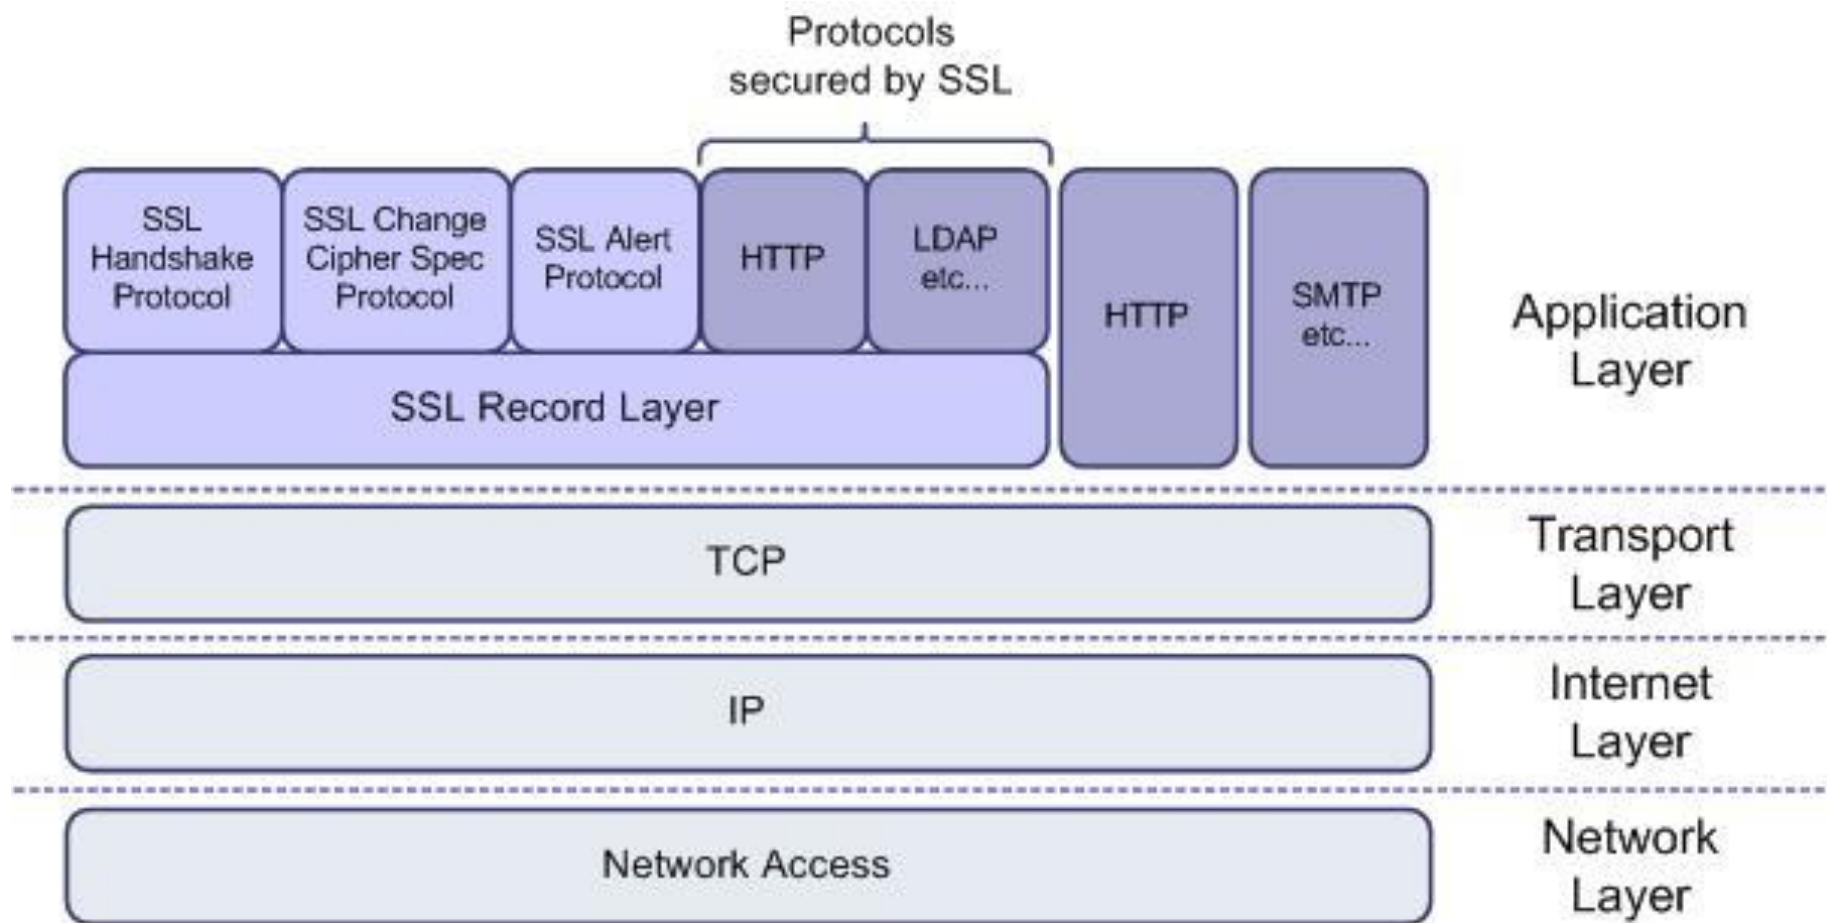 Protocols
secured by SSL
SSL
Handshake
Protocol
SSL Change
Cipher Spec
Protocol
SSL Alert
Protocol
HTTP
LDAP
etc...
HTTP
SMTP
etc...
Application
Layer
SSL Record Layer
TCP
Transport
Layer
IP
Internet
Layer
Network Access
Network
Layer